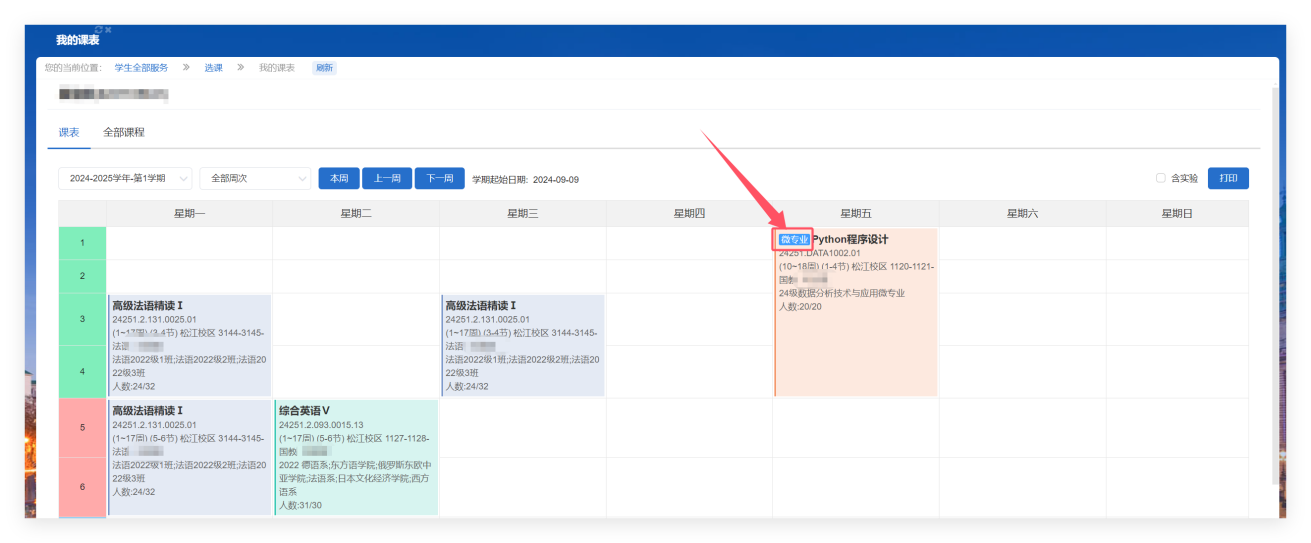 我的课表
您的当前位置: 学生全部服务 » 选课 » 我的课表 刷新
课表 全部课程
2024-2025学年-第1学期 全部周次 本周 上一周 下一周 学期起始日期: 2024-09-09 含实验 打印
星期一 星期二 星期三 星期四 星期五 星期六 星期日
1
2
3
4
5
6
微专业 Python程序设计
24251.DATA1002.01
(10~18周) (1-4节) 松江校区 1120-1121-
国教
24级数据分析技术与应用微专业
人数:20/20
高级法语精读 I
24251.2.131.0025.01
(1~17周) (3-4节) 松江校区 3144-3145-
法语
法语2022级1班;法语2022级2班;法语20
22级3班
人数:24/32
高级法语精读 I
24251.2.131.0025.01
(1~17周) (3-4节) 松江校区 3144-3145-
法语
法语2022级1班;法语2022级2班;法语20
22级3班
人数:24/32
高级法语精读 I
24251.2.131.0025.01
(1~17周) (5-6节) 松江校区 3144-3145-
法语
法语2022级1班;法语2022级2班;法语20
22级3班
人数:24/32
综合英语 V
24251.2.093.0015.13
(1~17周) (5-6节) 松江校区 1127-1128-
国教
2022 德语系;东方语学院;俄罗斯东欧中
亚学院;法语系;日本文化经济学院;西方
语系
人数:31/30